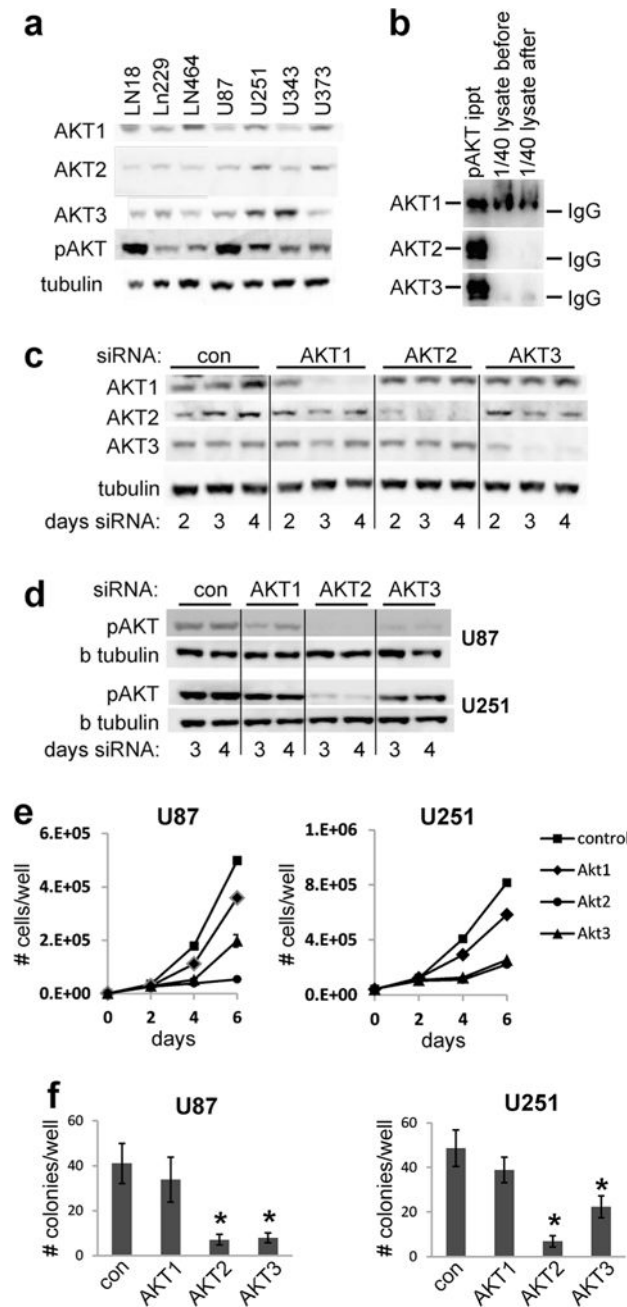 a
LN18 Ln229 LN464 U87 U251 U343 U373
AKT1
AKT2
AKT3
pAKT
tubulin
b
pAKT ippt
1/40 lysate before
1/40 lysate after
AKT1 IgG
AKT2 IgG
AKT3 IgG
c
siRNA: con AKT1 AKT2 AKT3
AKT1
AKT2
AKT3
tubulin
days siRNA: 2 3 4 2 3 4 2 3 4 2 3 4
d
siRNA: con AKT1 AKT2 AKT3
pAKT
b tubulin
U87
pAKT
b tubulin
U251
days siRNA: 3 4 3 4 3 4 3 4
e
U87
# cells/well
6.E+05
4.E+05
2.E+05
0.E+00
0 2 4 6
days
U251
# cells/well
1.E+06
8.E+05
4.E+05
0.E+00
0 2 4 6
days
control
Akt1
Akt2
Akt3
f
U87
# colonies/well
60
40
20
0
* *
con AKT1 AKT2 AKT3
U251
# colonies/well
60
40
20
0
* *
con AKT1 AKT2 AKT3